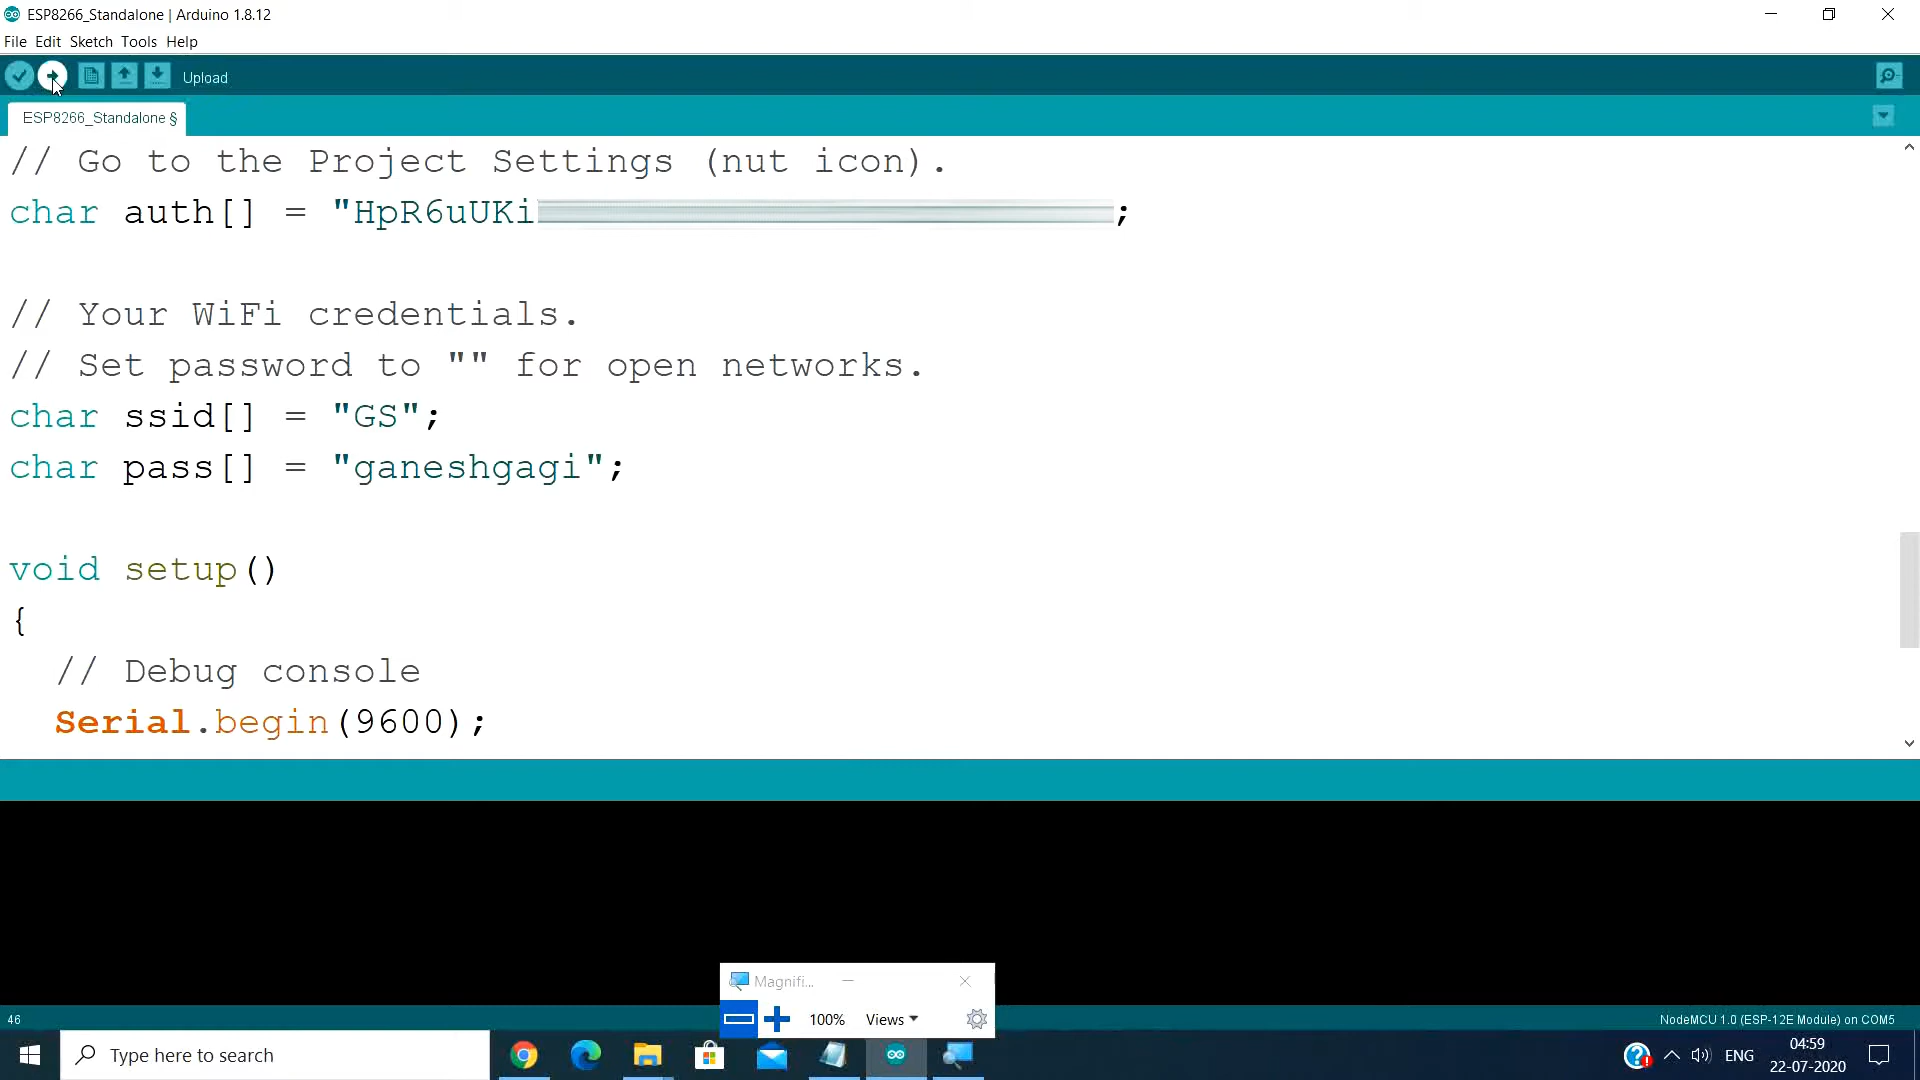 ESP8266_Standalone | Arduino 1.8.12
File Edit Sketch Tools Help
Upload
ESP8266_Standalone §
// Go to the Project Settings (nut icon).
char auth[] = "HpR6uUKi ;
// Your WiFi credentials.
// Set password to "" for open networks.
char ssid[] = "GS";
char pass[] = "ganeshgagi";
void setup()
{
// Debug console
Serial.begin(9600);
Magnifi...
100% Views
46
NodeMCU 1.0 (ESP-12E Module) on COM5
Type here to search
ENG
04:59
22-07-2020